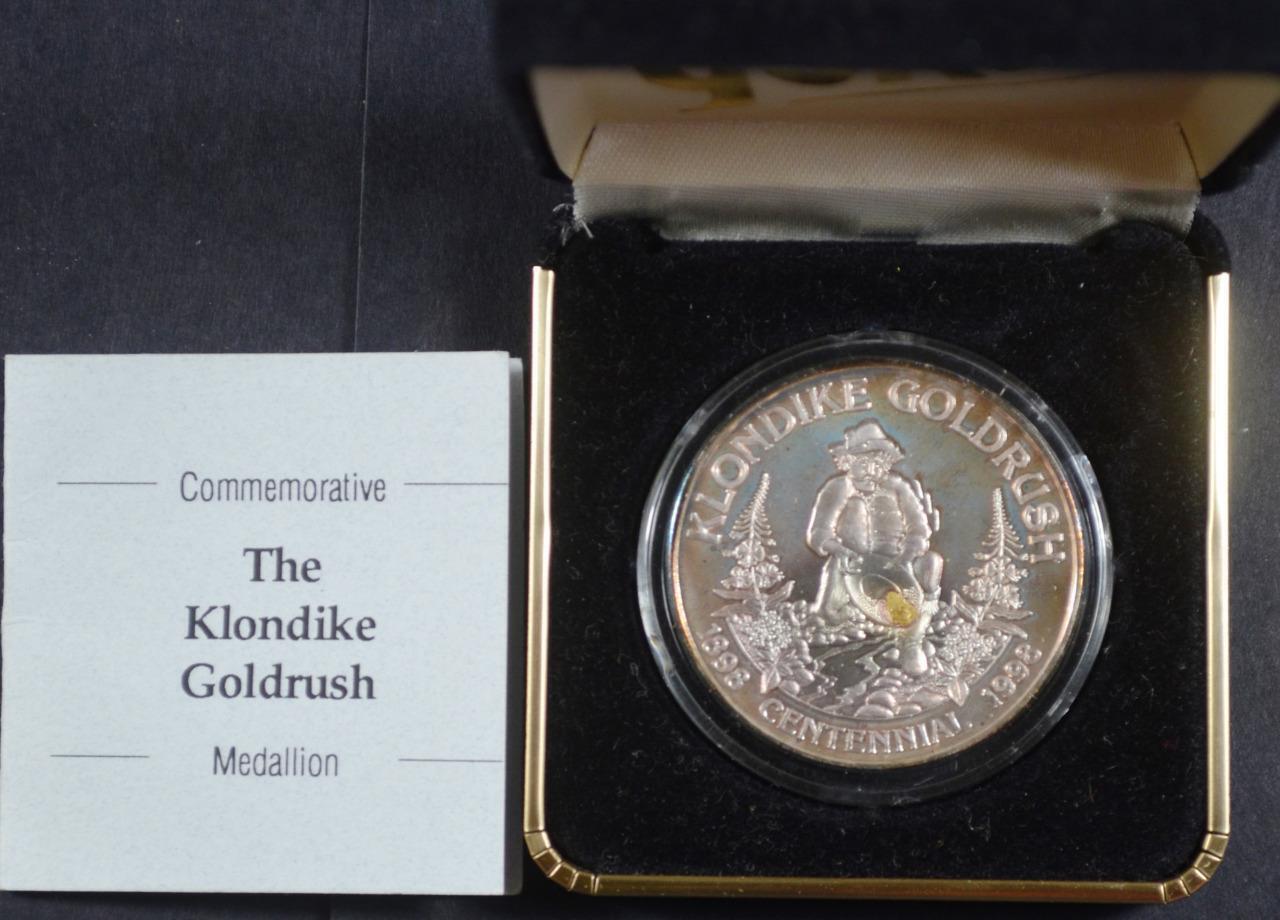 Commemorative
The
Klondike
Goldrush
Medallion
KLONDIKE GOLDRUSH
1898 CENTENNIAL 1998